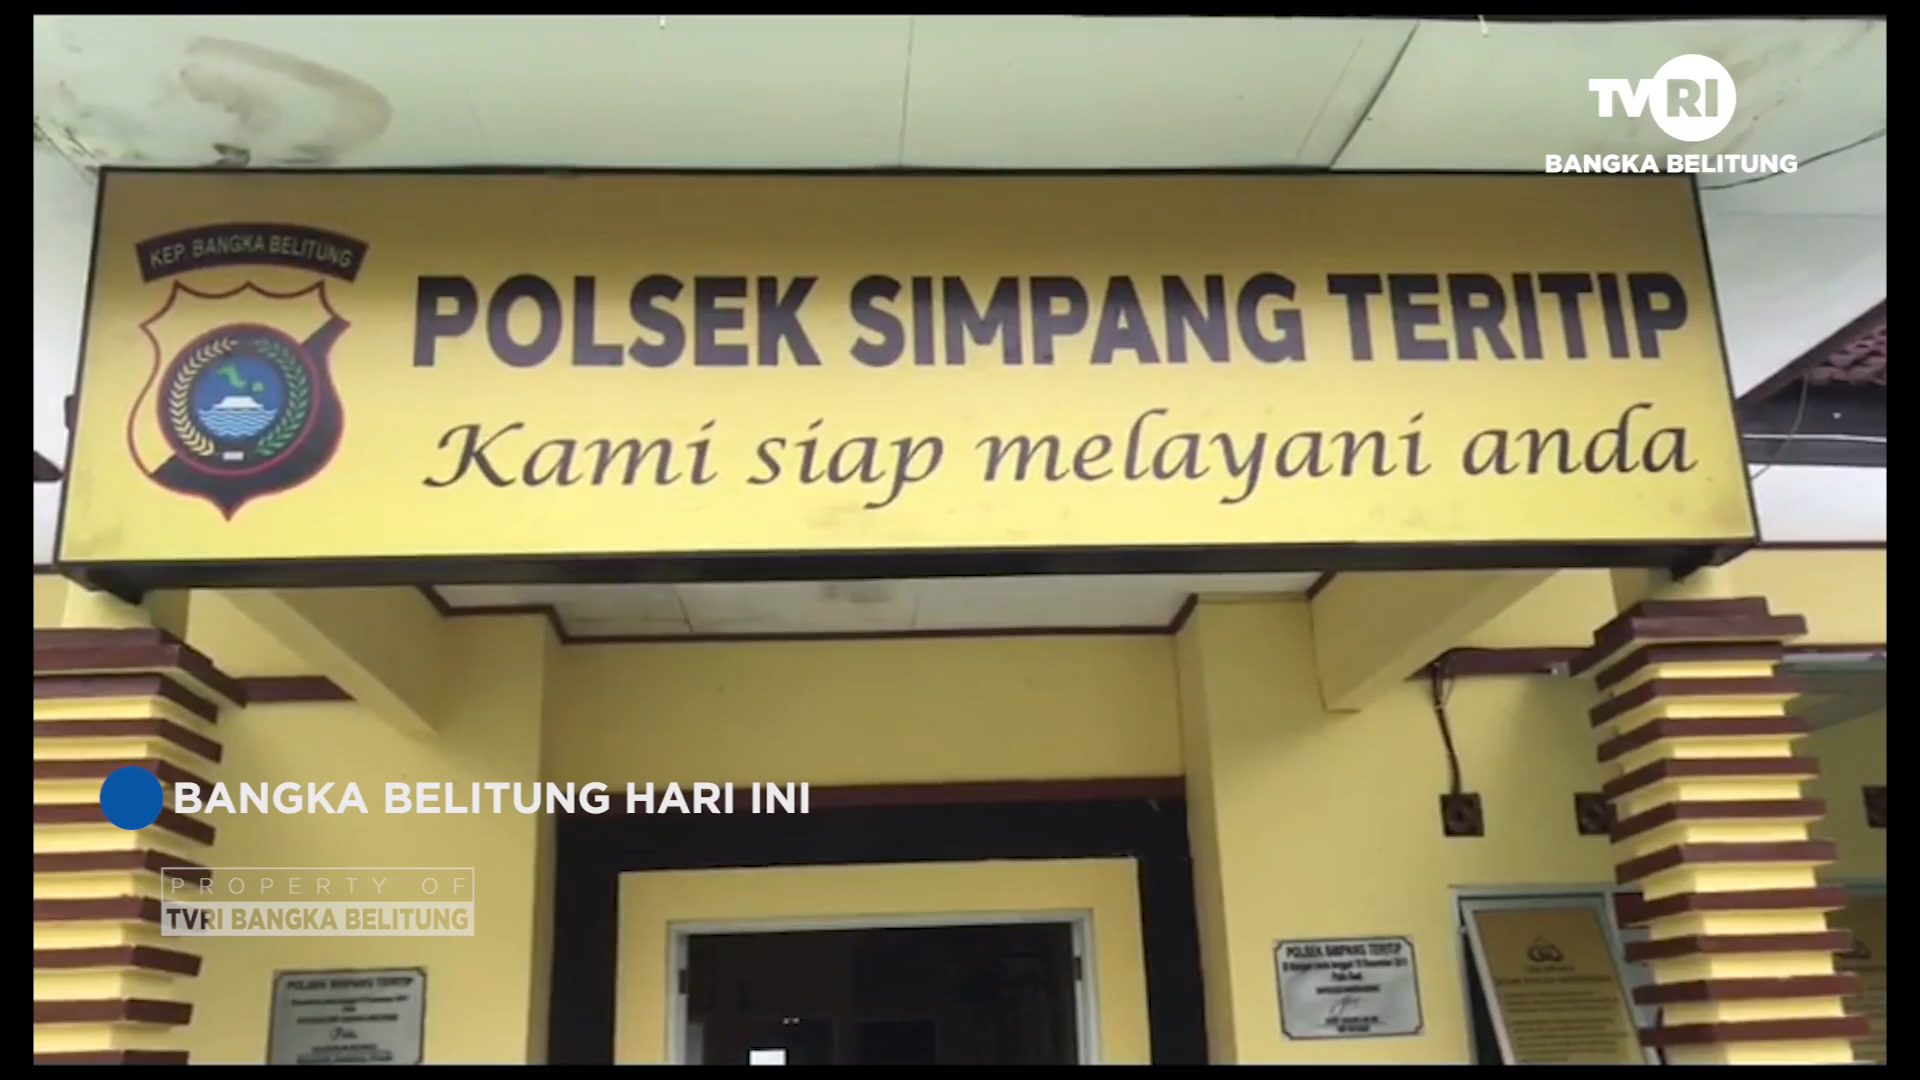 TVRI
BANGKA BELITUNG
KEP. BANGKA BELITUNG
POLSEK SIMPANG TERITIP
Kami siap melayani anda
BANGKA BELITUNG HARI INI
PROPERTY OF
TVRI BANGKA BELITUNG
POLSEK SIMPANG TERITIP
POLSEK SIMPANG TERITIP